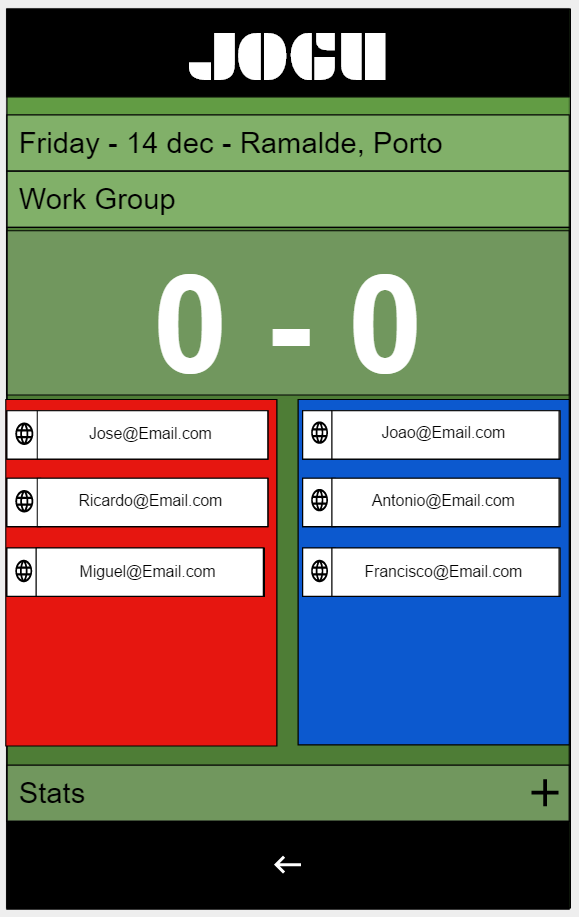 JOGU
Friday - 14 dec - Ramalde, Porto
Work Group
0 - 0
Jose@Email.com
Joao@Email.com
Ricardo@Email.com
Antonio@Email.com
Miguel@Email.com
Francisco@Email.com
Stats